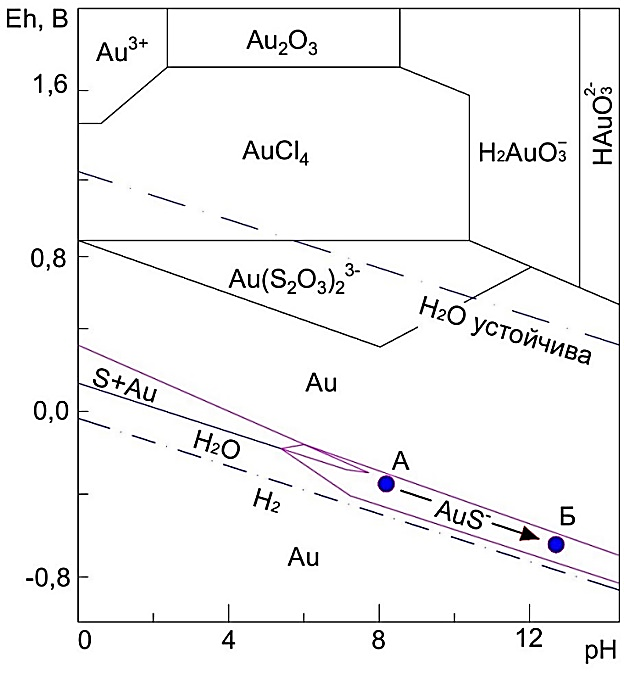 Eh, В
Au³⁺
Au₂O₃
HAuO₃²⁻
1,6
AuCl₄
H₂AuO₃⁻
0,8
Au(S₂O₃)₂³⁻
H₂O устойчива
Au
S+Au
0,0
H₂O
А
H₂
AuS⁻
Б
Au
-0,8
0 4 8 12
pH